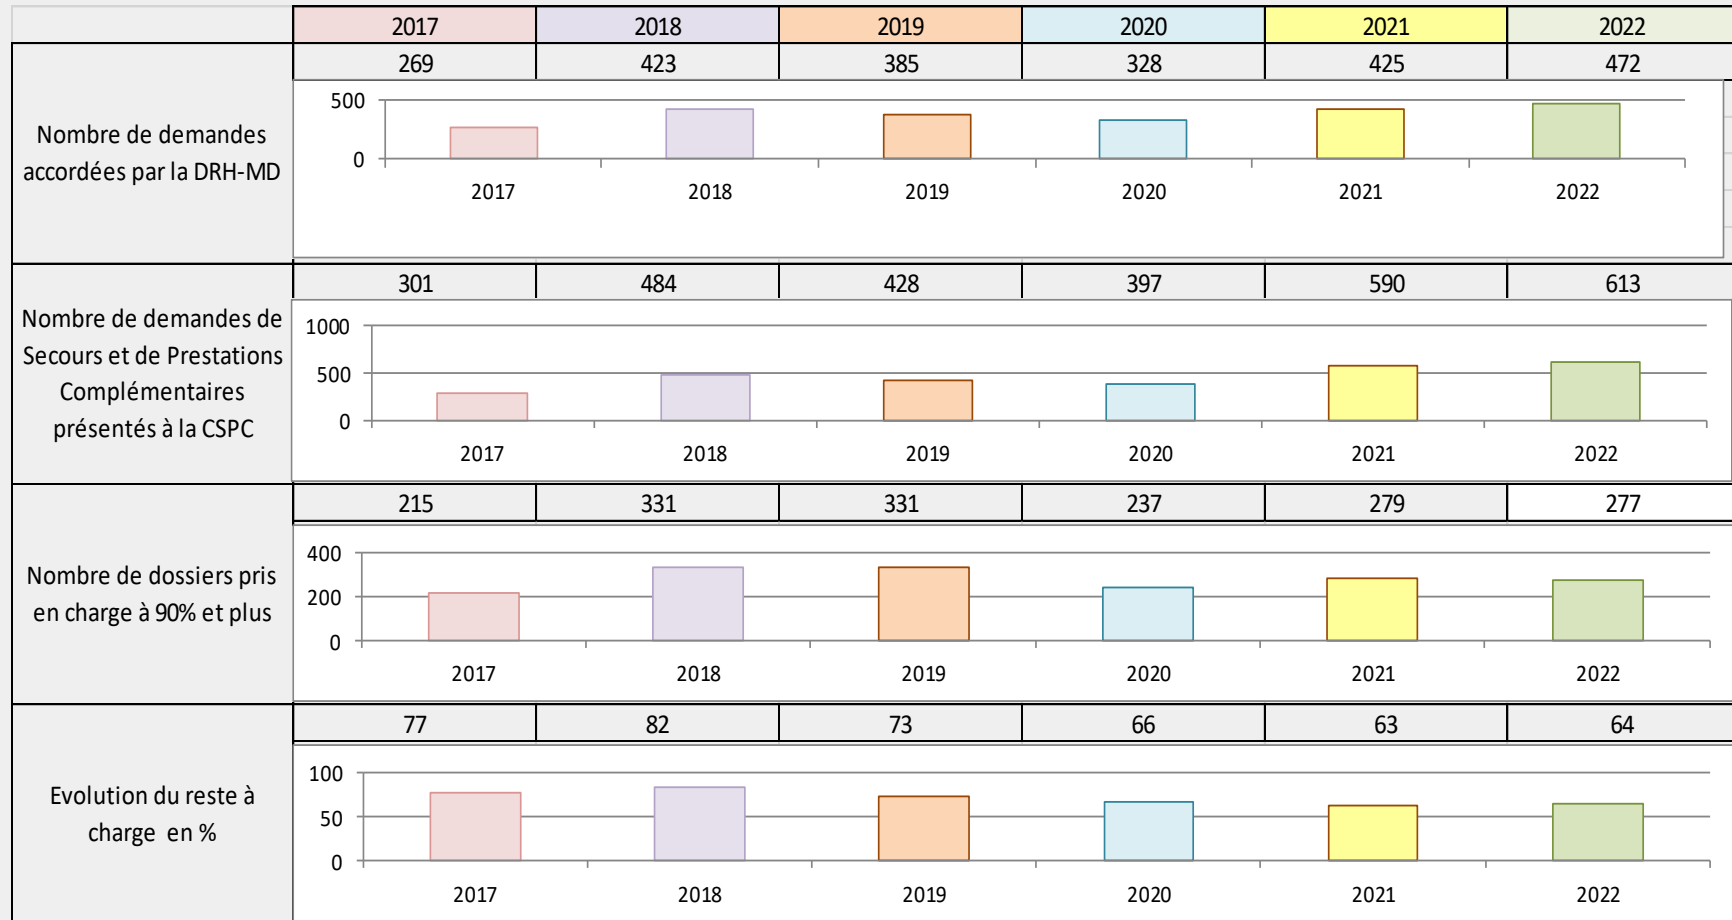 2017 2018 2019 2020 2021 2022
269 423 385 328 425 472
Nombre de demandes
accordées par la DRH-MD
500
0
2017 2018 2019 2020 2021 2022
301 484 428 397 590 613
Nombre de demandes de
Secours et de Prestations
Complémentaires
présentés à la CSPC
1000
500
0
2017 2018 2019 2020 2021 2022
215 331 331 237 279 277
Nombre de dossiers pris
en charge à 90% et plus
400
200
0
2017 2018 2019 2020 2021 2022
77 82 73 66 63 64
Evolution du reste à
charge en %
100
50
0
2017 2018 2019 2020 2021 2022